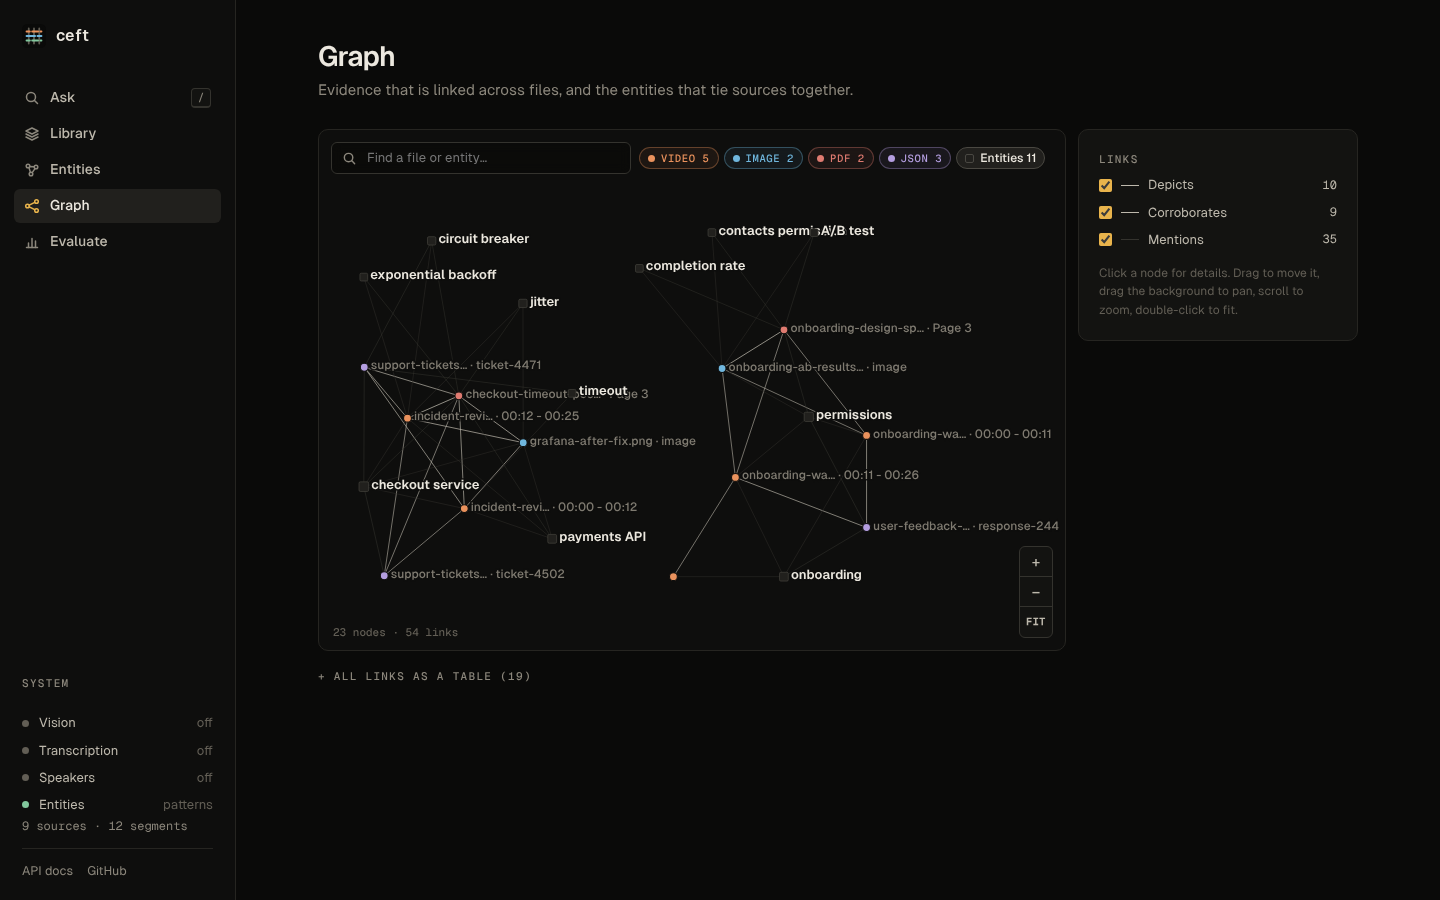 ceft
Ask /
Library
Entities
Graph
Evaluate
SYSTEM
Vision off
Transcription off
Speakers off
Entities patterns
9 sources · 12 segments
API docs GitHub
Graph
Evidence that is linked across files, and the entities that tie sources together.
Find a file or entity…
VIDEO 5
IMAGE 2
PDF 2
JSON 3
Entities 11
circuit breaker
contacts permi
A/B test
exponential backoff
completion rate
jitter
onboarding-design-sp… · Page 3
support-tickets… · ticket-4471
onboarding-ab-results… · image
checkout-timeout
timeout
ge 3
incident-revi… · 00:12 - 00:25
permissions
onboarding-wa… · 00:00 - 00:11
grafana-after-fix.png · image
onboarding-wa… · 00:11 - 00:26
checkout service
incident-revi… · 00:00 - 00:12
user-feedback-… · response-244
payments API
support-tickets… · ticket-4502
onboarding
+
−
FIT
23 nodes · 54 links
+ ALL LINKS AS A TABLE (19)
LINKS
Depicts 10
Corroborates 9
Mentions 35
Click a node for details. Drag to move it,
drag the background to pan, scroll to
zoom, double-click to fit.